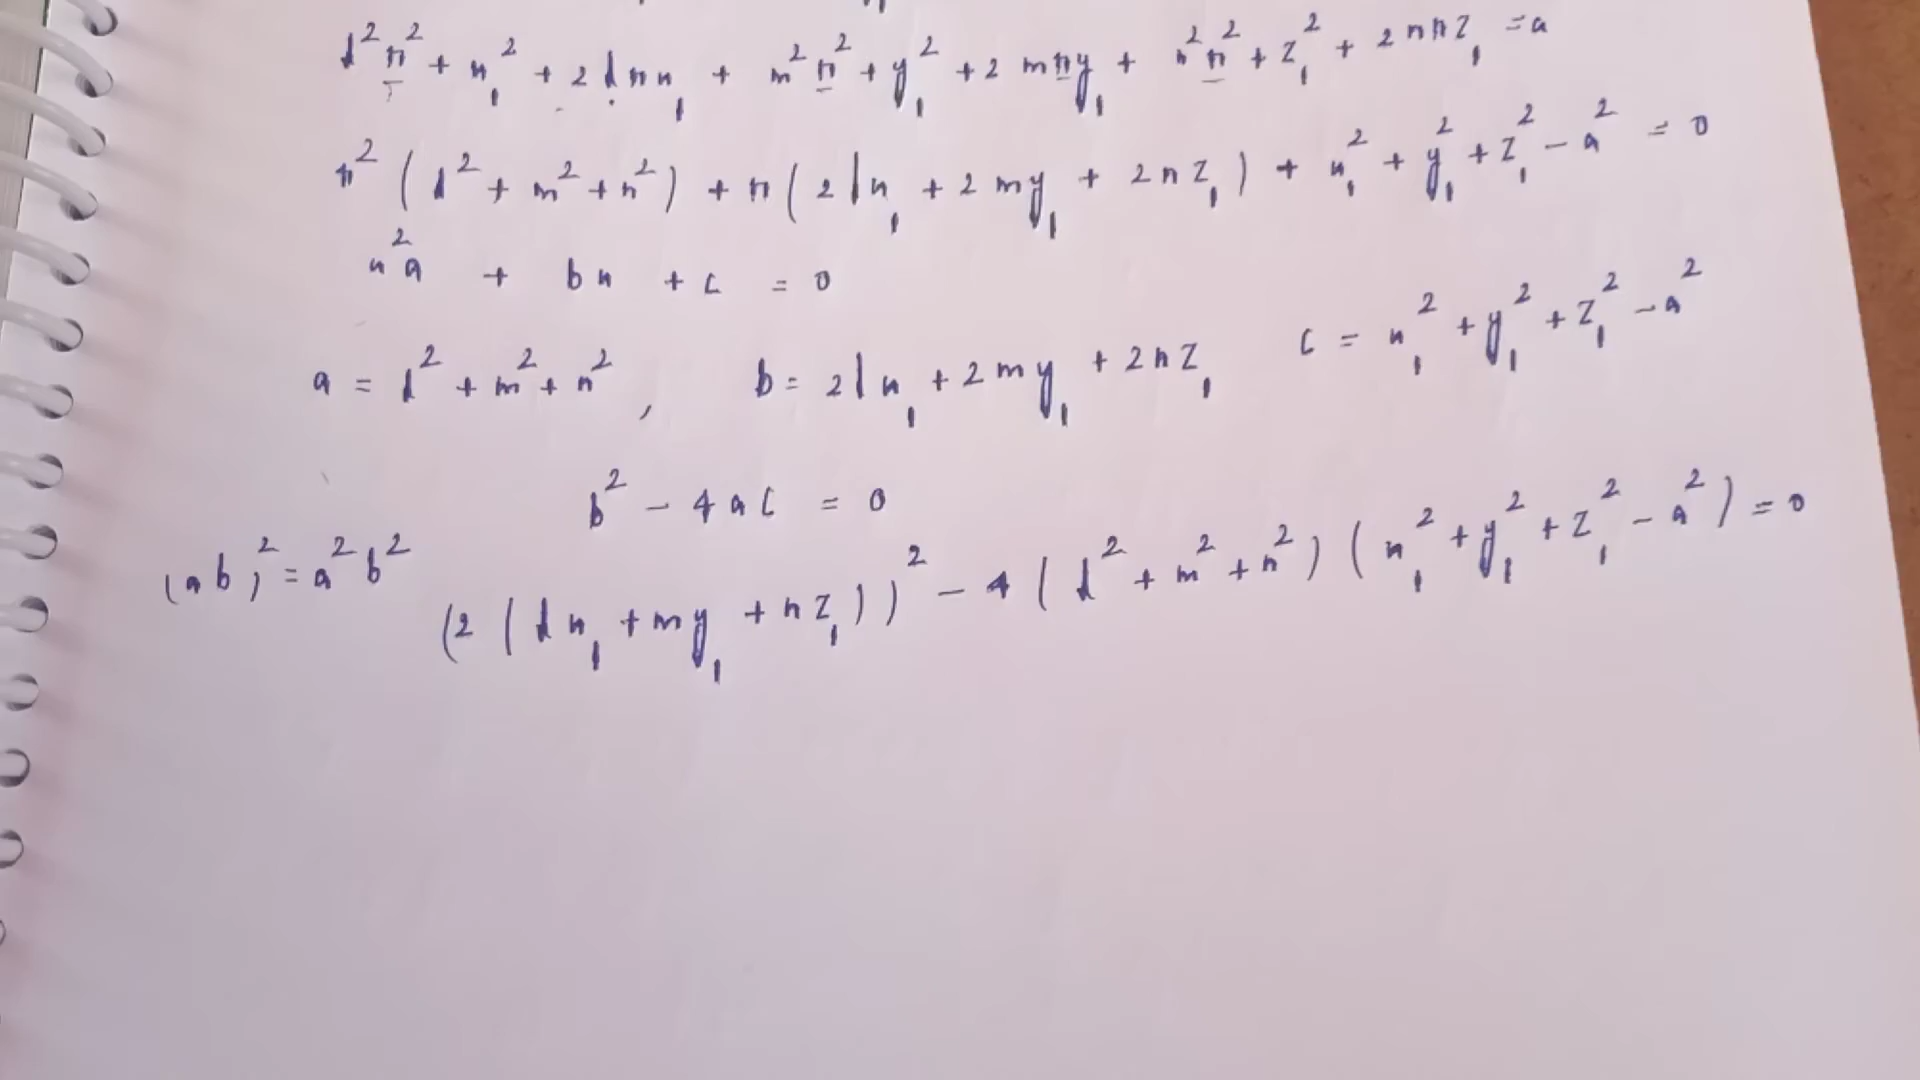 l²r² + x₁² + 2lrx₁ + m²r² + y₁² + 2mry₁ + n²r² + z₁² + 2nrz₁ = a
r²(l² + m² + n²) + r(2lx₁ + 2my₁ + 2nz₁) + x₁² + y₁² + z₁² - a² = 0
x²a + bx + c = 0
a = l² + m² + n², b = 2lx₁ + 2my₁ + 2nz₁ c = x₁² + y₁² + z₁² - a²
b² - 4ac = 0
(ab)² = a²b²
(2(lx₁ + my₁ + nz₁))² - 4(l² + m² + n²)(x₁² + y₁² + z₁² - a²) = 0